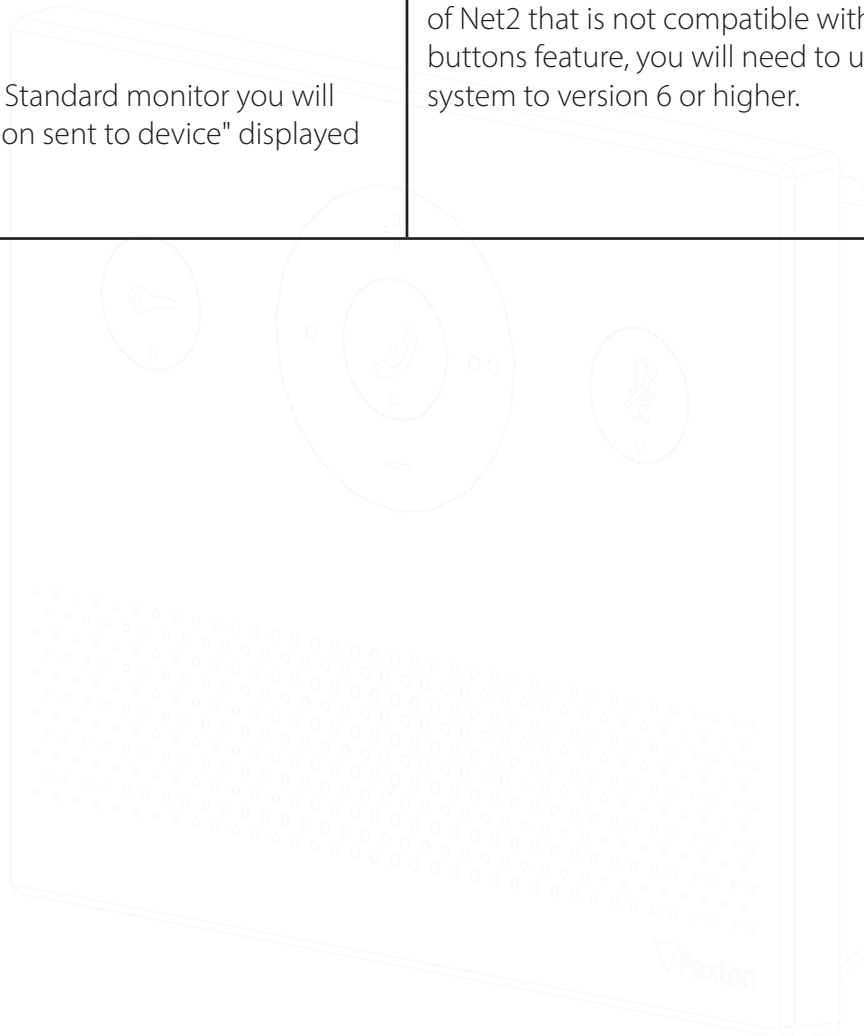 Standard monitor you will
on sent to device" displayed
of Net2 that is not compatible with
buttons feature, you will need to u
system to version 6 or higher.
Paxton